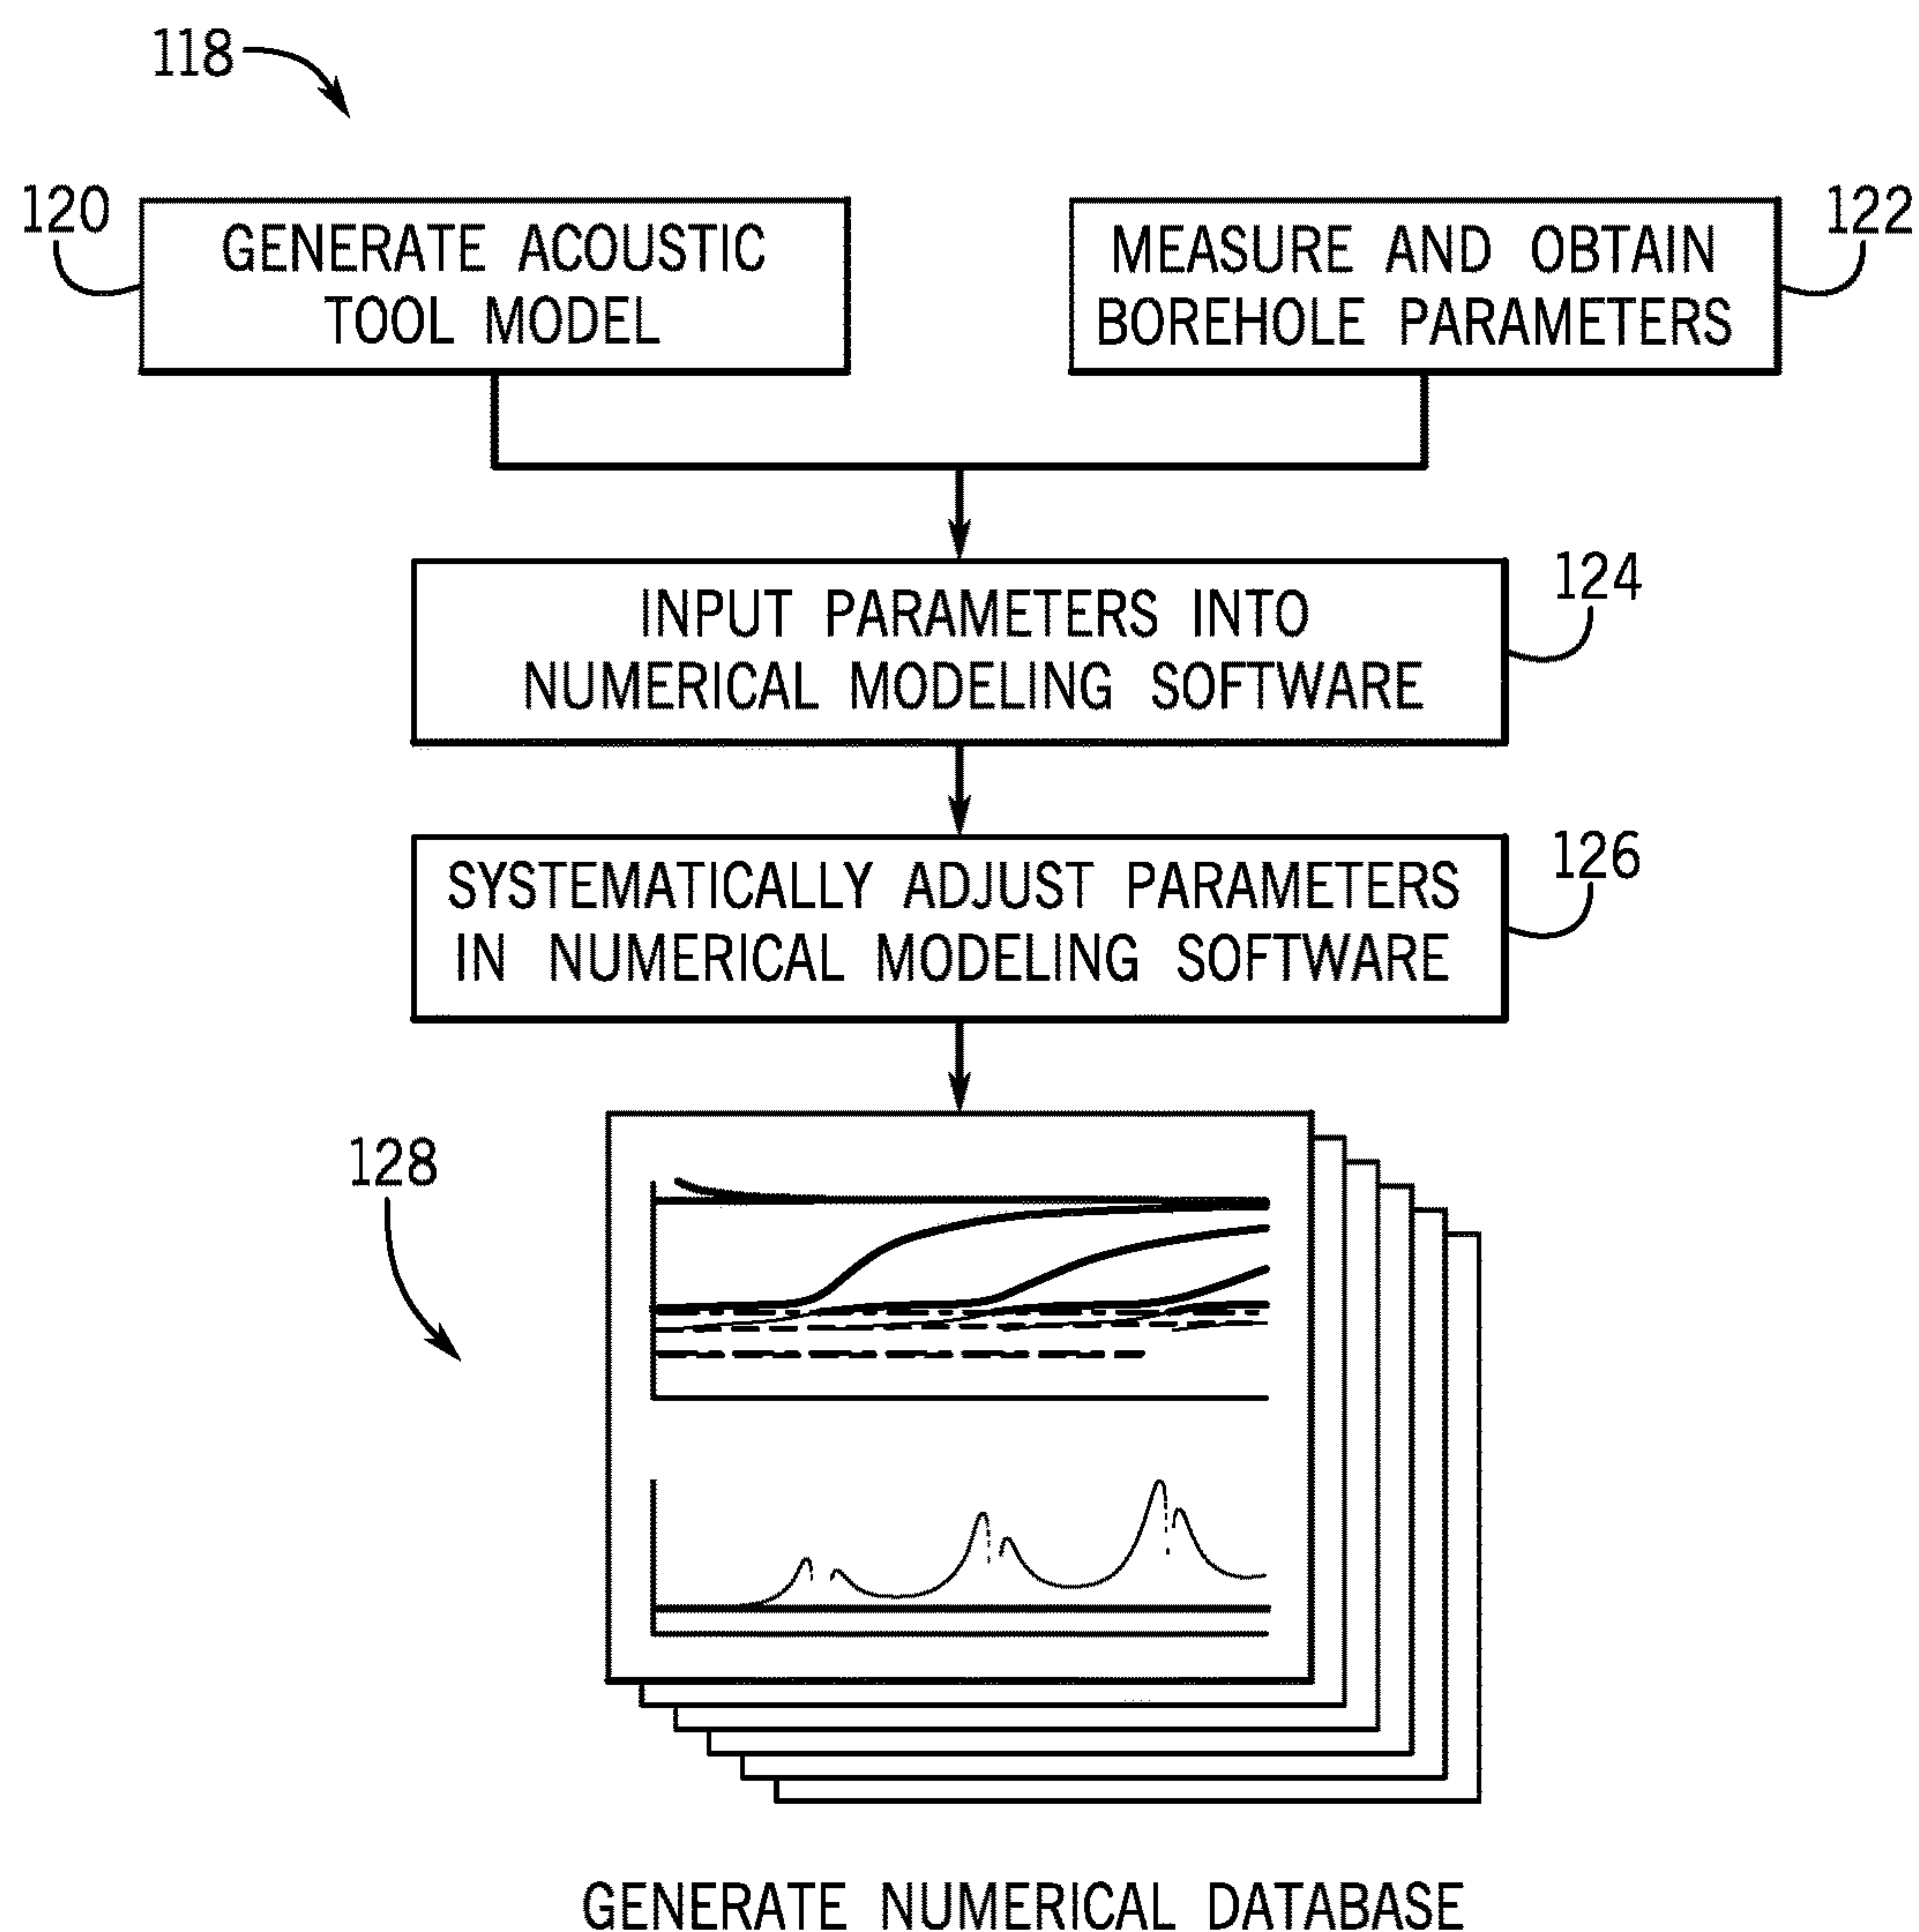 118
120
GENERATE ACOUSTIC
TOOL MODEL
MEASURE AND OBTAIN
BOREHOLE PARAMETERS
122
INPUT PARAMETERS INTO
NUMERICAL MODELING SOFTWARE
124
SYSTEMATICALLY ADJUST PARAMETERS
IN NUMERICAL MODELING SOFTWARE
126
128
GENERATE NUMERICAL DATABASE